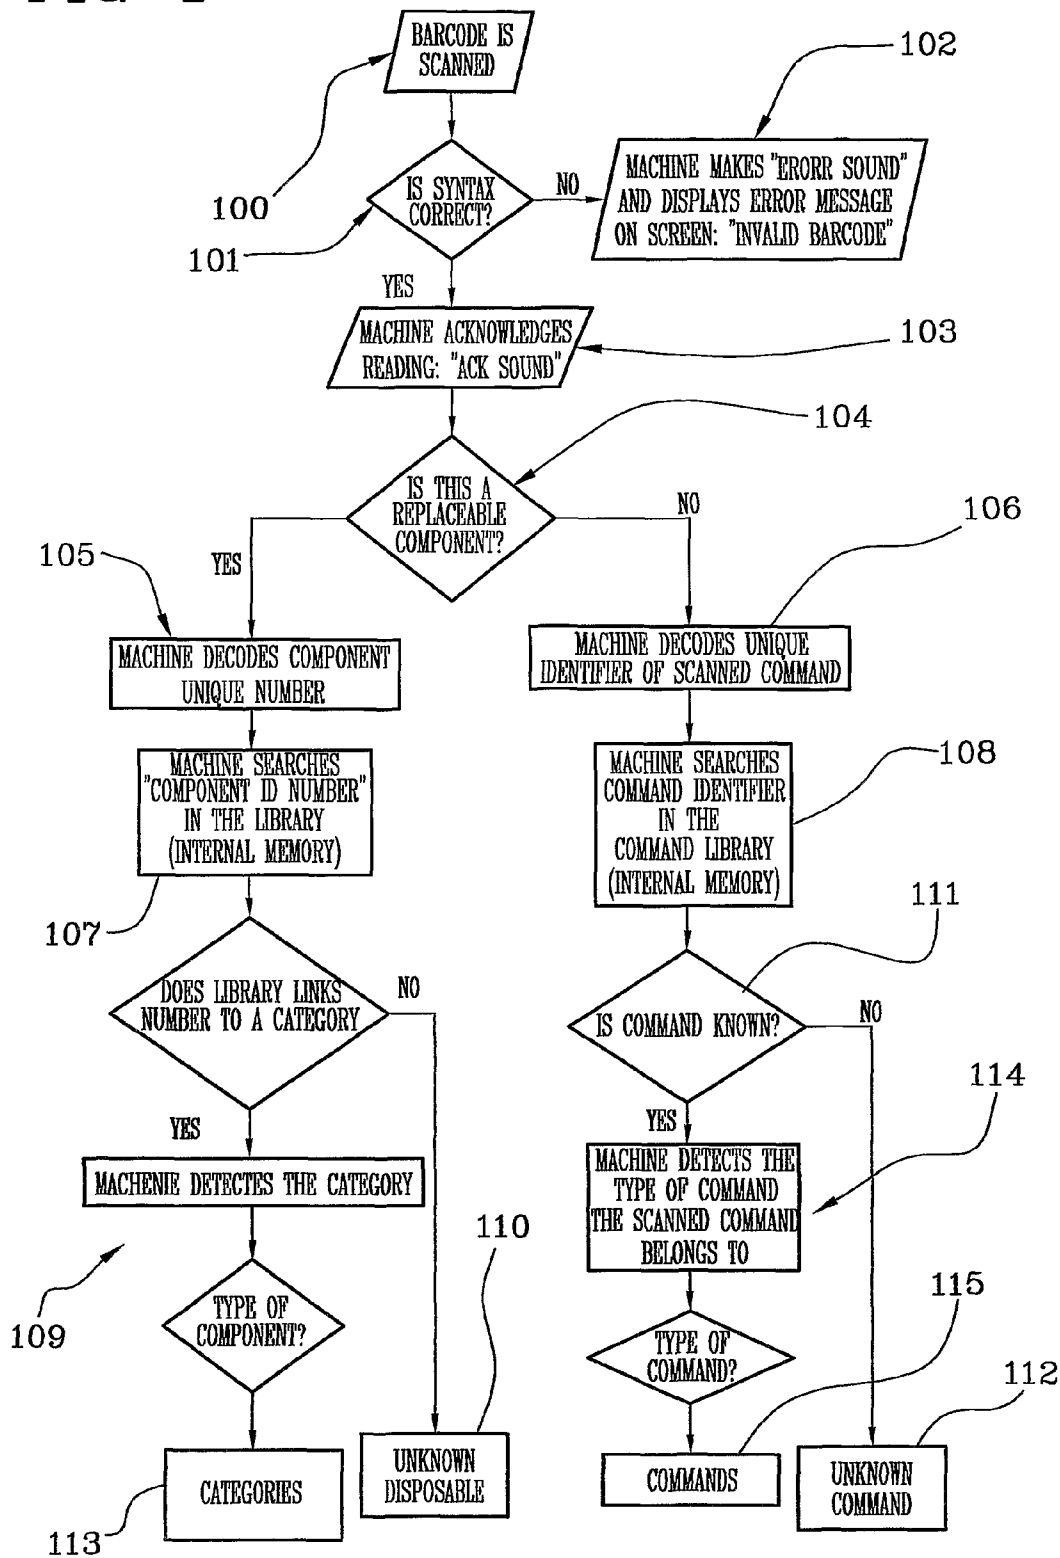 BARCODE IS
SCANNED
102
100
IS SYNTAX
CORRECT?
NO
MACHINE MAKES "ERORR SOUND"
AND DISPLAYS ERROR MESSAGE
ON SCREEN: "INVALID BARCODE"
101
YES
MACHINE ACKNOWLEDGES
READING: "ACK SOUND"
103
104
IS THIS A
REPLACEABLE
COMPONENT?
NO
106
105
YES
MACHINE DECODES COMPONENT
UNIQUE NUMBER
MACHINE DECODES UNIQUE
IDENTIFIER OF SCANNED COMMAND
MACHINE SEARCHES
"COMPONENT ID NUMBER"
IN THE LIBRARY
(INTERNAL MEMORY)
107
MACHINE SEARCHES
COMMAND IDENTIFIER
IN THE
COMMAND LIBRARY
(INTERNAL MEMORY)
108
111
DOES LIBRARY LINKS
NUMBER TO A CATEGORY
NO
IS COMMAND KNOWN?
NO
YES
MACHENIE DETECTES THE CATEGORY
YES
114
MACHINE DETECTS THE
TYPE OF COMMAND
THE SCANNED COMMAND
BELONGS TO
110
109
TYPE OF
COMPONENT?
115
TYPE OF
COMMAND?
112
CATEGORIES
113
UNKNOWN
DISPOSABLE
COMMANDS
UNKNOWN
COMMAND